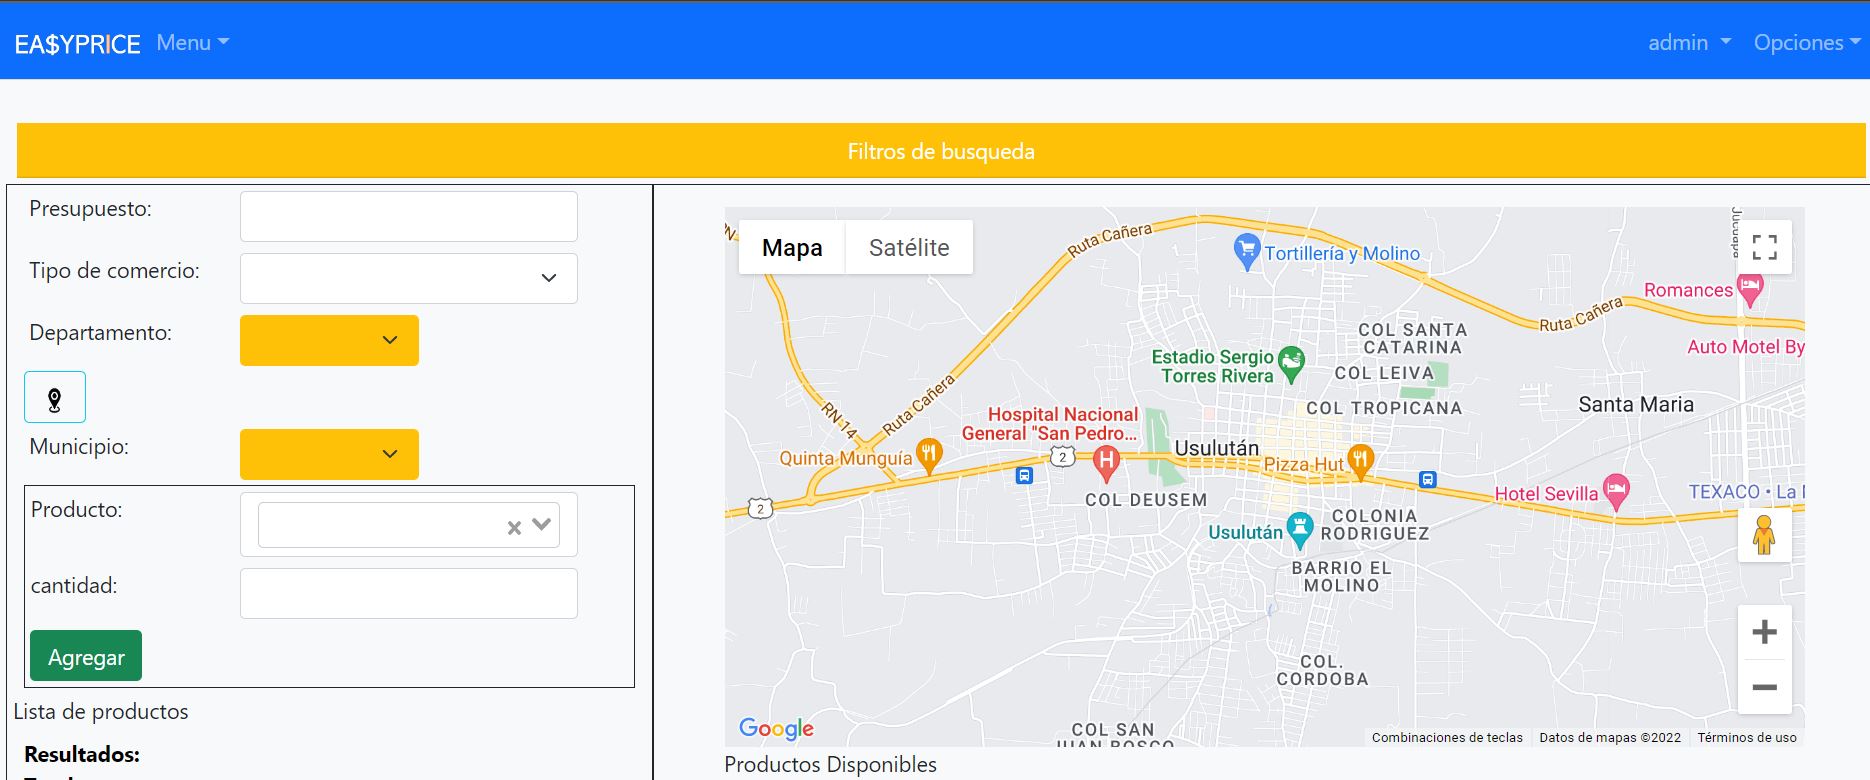 EA$YPRICE Menu
admin Opciones
Filtros de busqueda
Presupuesto:
Tipo de comercio:
Departamento:
Municipio:
Producto:
cantidad:
Agregar
Lista de productos
Resultados:
Mapa Satélite
Ruta Cañera
Tortillería y Molino
Jucuapa
Romances
Ruta Cañera
COL SANTA
CATARINA
Auto Motel By
Estadio Sergio
Torres Rivera
COL LEIVA
Ruta Cañera
RN 14
RN
COL TROPICANA
Santa Maria
Hospital Nacional
General "San Pedro...
H
Quinta Munguía
2
Usulután
Pizza Hut
COL DEUSEM
Hotel Sevilla
TEXACO • La
2
Usulután
COLONIA
RODRIGUEZ
BARRIO EL
MOLINO
COL.
CORDOBA
COL SAN
JUAN BOSCO
Google
Combinaciones de teclas Datos de mapas ©2022 Términos de uso
Productos Disponibles